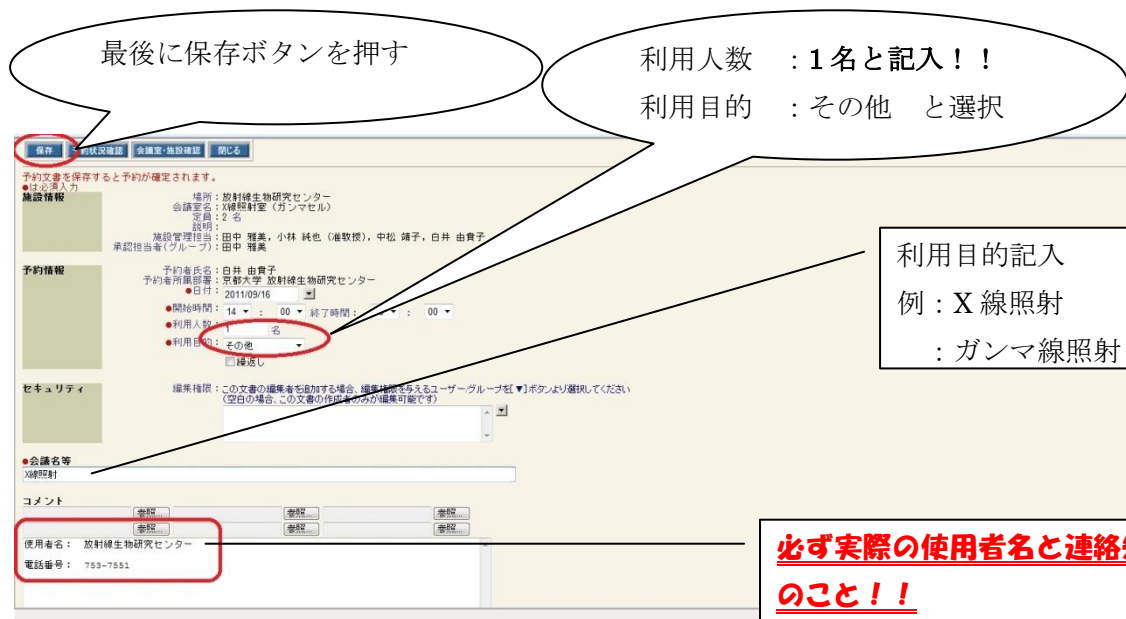 最後に保存ボタンを押す
利用人数 :1名と記入!!
利用目的 :その他 と選択
保存 約状況確認 会議室・施設確認 閉じる
予約文書を保存すると予約が確定されます。
●は必須入力
施設情報
場所:放射線生物研究センター
会議室名:X線照射室(ガンマセル)
定員:2 名
説明:
施設管理担当:田中 雅美, 小林 純也(准教授), 中松 靖子, 白井 由貴子
承認担当者(グループ):田中 雅美
予約情報
予約者氏名:白井 由貴子
予約者所属部署:京都大学 放射線生物研究センター
●日付:2011/09/16
●開始時間:14 : 00 終了時間: : 00
●利用人数:1 名
●利用目的:その他
繰返し
利用目的記入
例:X線照射
:ガンマ線照射
セキュリティ
編集権限:この文書の編集者を追加する場合、編集権限を与えるユーザー・グループを[▼]ボタンより選択してください
(空白の場合、この文書の作成者のみが編集可能です)
●会議名等
X線照射
コメント
参照... 参照... 参照...
参照... 参照... 参照...
使用者名: 放射線生物研究センター
電話番号: 753-7551
必ず実際の使用者名と連絡
のこと!!